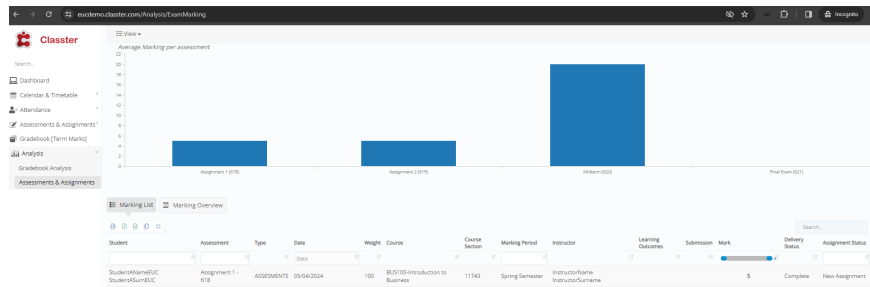 eucdemo.classter.com/Analysis/ExamMarking
Incognito
Classter
View
Average Marking per assessment
Search...
Dashboard
Calendar & Timetable
Attendance
Assessments & Assignments
Gradebook [Term Marks]
Analysis
Gradebook Analysis
Assessments & Assignments
22
20
18
16
14
12
10
8
6
4
2
0
Assignment 1 [618]
Assignment 2 [619]
Midterm [620]
Final Exam [621]
Marking List
Marking Overview
Search...
Student
Assessment
Type
Date
Weight
Course
Course Section
Marking Period
Instructor
Learning Outcomes
Submission
Mark
Delivery Status
Assignment Status
Date
StudentANameEUC StudentASurnEUC
Assignment 1 - 618
ASSESMENTS
05/04/2024
100
BUS100-Introduction to Business
11743
Spring Semester
InstructorName InstructorSurname
5
Complete
New Assignment